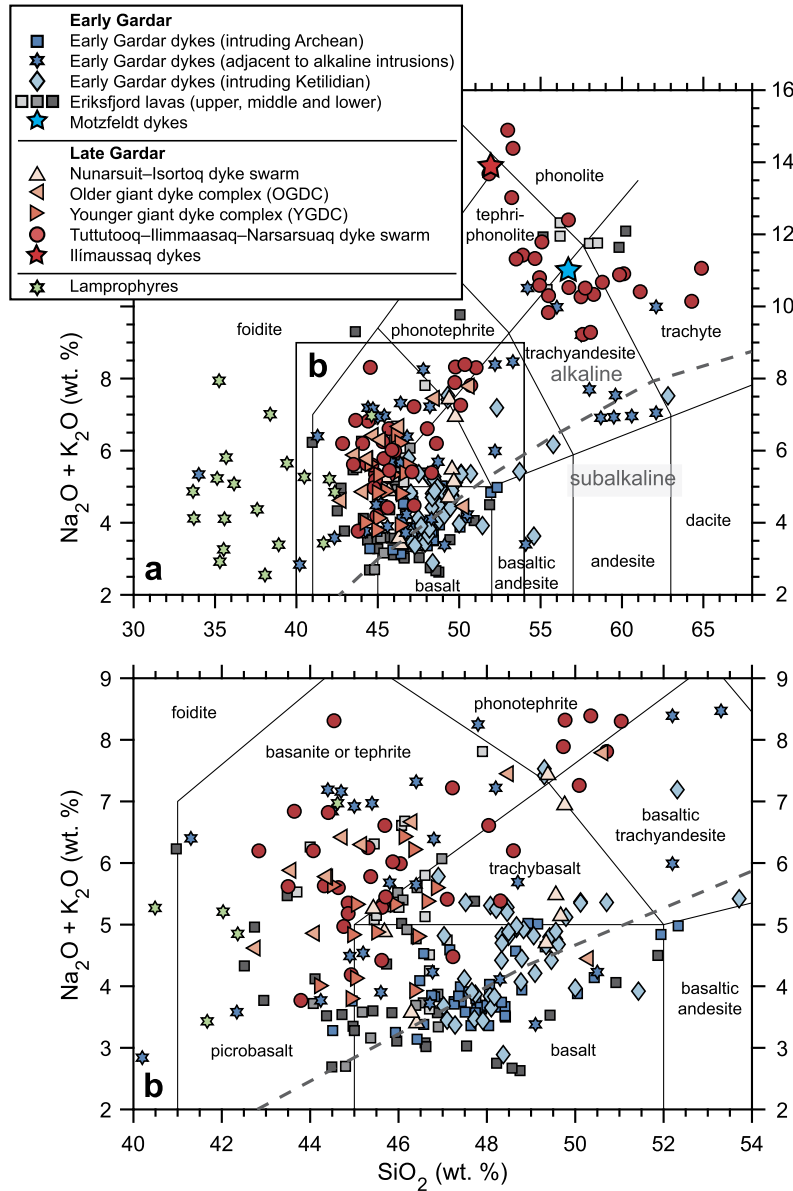 Early Gardar
Early Gardar dykes (intruding Archean)
Early Gardar dykes (adjacent to alkaline intrusions)
Early Gardar dykes (intruding Ketilidian)
Eriksfjord lavas (upper, middle and lower)
Motzfeldt dykes
Late Gardar
Nunarsuit–Isortoq dyke swarm
Older giant dyke complex (OGDC)
Younger giant dyke complex (YGDC)
Tuttutooq–Ilimmaasaq–Narsarsuaq dyke swarm
Ilímaussaq dykes
Lamprophyres
16
14
12
10
8
6
4
2
phonolite
tephri-
phonolite
foidite
phonotephrite
trachyte
trachyandesite
alkaline
b
subalkaline
dacite
andesite
basaltic
andesite
basalt
a
Na2O + K2O (wt. %)
8
6
4
2
30
35
40
45
50
55
60
65
9
8
7
6
5
4
3
2
foidite
phonotephrite
basanite or tephrite
basaltic
trachyandesite
trachybasalt
picrobasalt
basalt
basaltic
andesite
b
Na2O + K2O (wt. %)
9
8
7
6
5
4
3
2
40
42
44
46
48
50
52
54
SiO2 (wt. %)